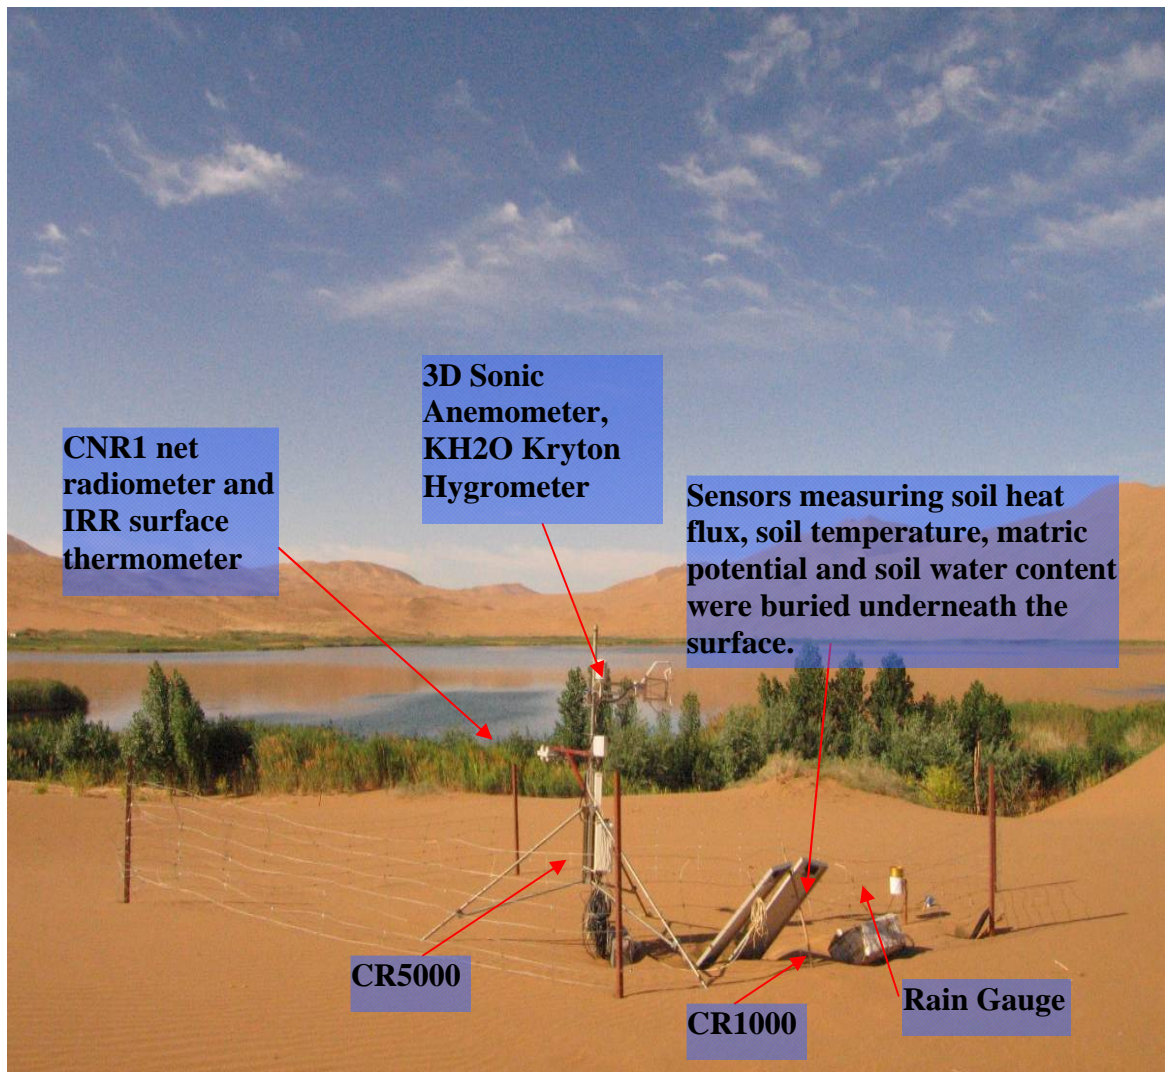 3D Sonic
Anemometer,
KH2O Kryton
Hygrometer
CNR1 net
radiometer and
IRR surface
thermometer
Sensors measuring soil heat
flux, soil temperature, matric
potential and soil water content
were buried underneath the
surface.
CR5000
CR1000
Rain Gauge